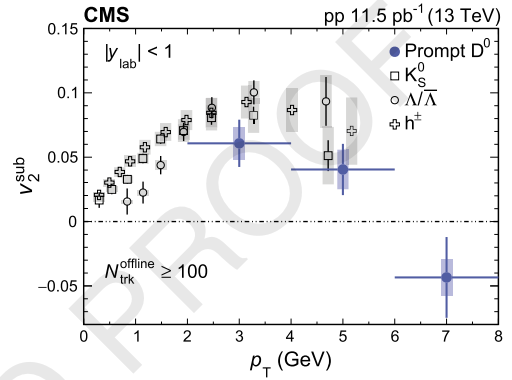 CMS pp 11.5 pb⁻¹ (13 TeV)
|y_lab| < 1
Prompt D⁰
K⁰_S
Λ/Λ̅
h±
v₂^sub
0.15
0.1
0.05
0
−0.05
N_trk^offline ≥ 100
0 1 2 3 4 5 6 7 8
p_T (GeV)
PROOF